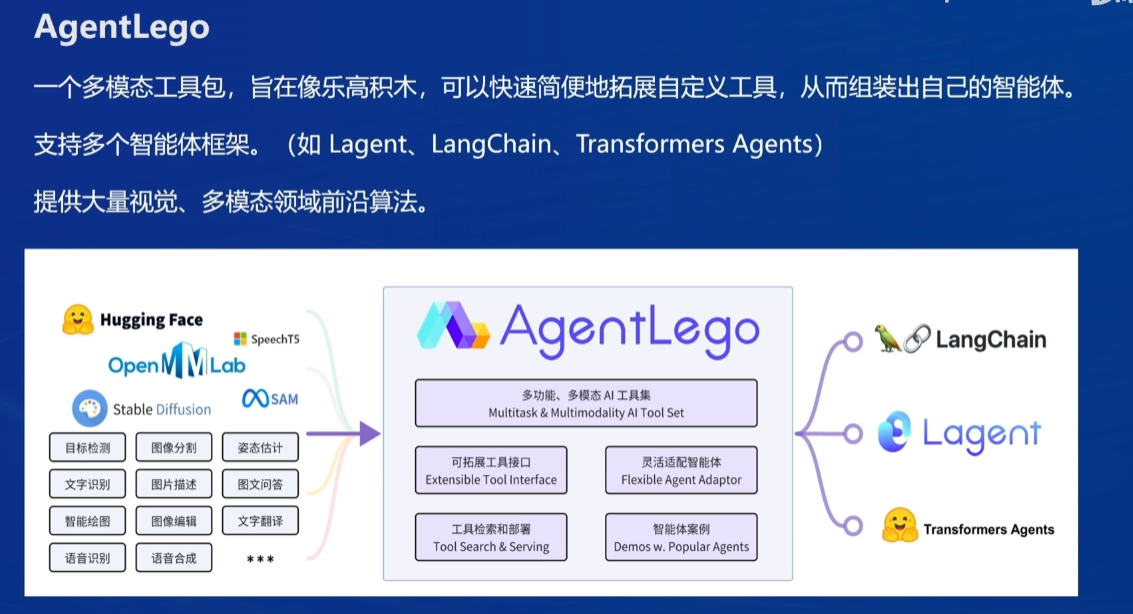 AgentLego
一个多模态工具包，旨在像乐高积木，可以快速简便地拓展自定义工具，从而组装出自己的智能体。
支持多个智能体框架。（如 Lagent、LangChain、Transformers Agents）
提供大量视觉、多模态领域前沿算法。
Hugging Face
SpeechT5
OpenMMLab
Stable Diffusion
SAM
目标检测 图像分割 姿态估计
文字识别 图片描述 图文问答
智能绘图 图像编辑 文字翻译
语音识别 语音合成 ***
AgentLego
多功能、多模态 AI 工具集
Multitask & Multimodality AI Tool Set
可拓展工具接口
Extensible Tool Interface
灵活适配智能体
Flexible Agent Adaptor
工具检索和部署
Tool Search & Serving
智能体案例
Demos w. Popular Agents
LangChain
Lagent
Transformers Agents